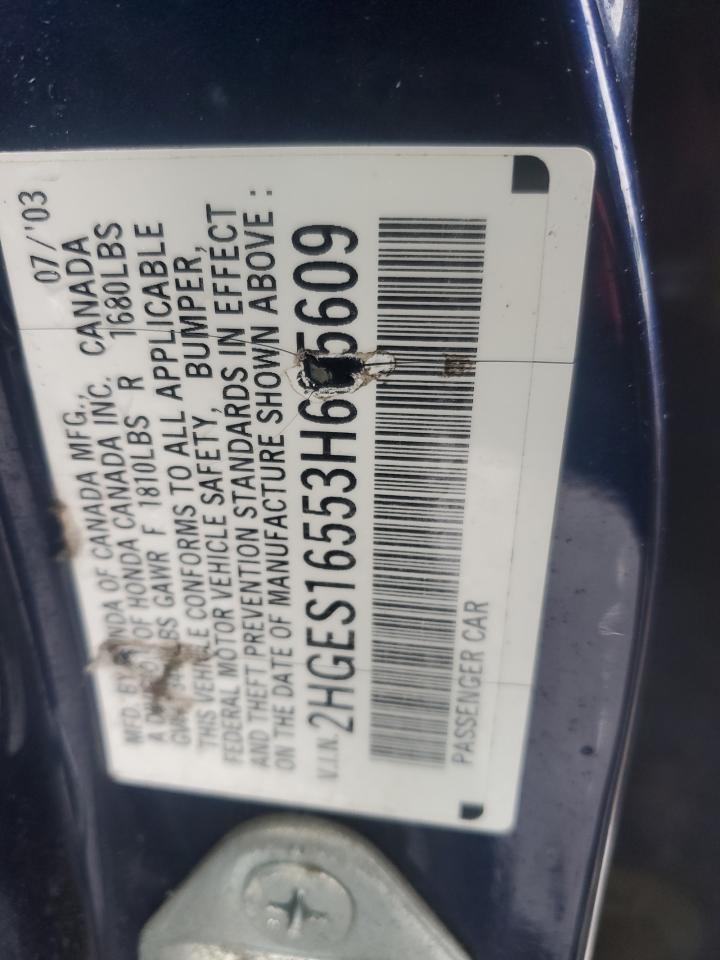 MFD. BY HONDA OF CANADA MFG., 07/'03
A OF HONDA CANADA INC. CANADA
LBS GAWR F 1810LBS R 1680LBS
"THIS VEHICLE CONFORMS TO ALL APPLICABLE
FEDERAL MOTOR VEHICLE SAFETY, BUMPER,
AND THEFT PREVENTION STANDARDS IN EFFECT
ON THE DATE OF MANUFACTURE SHOWN ABOVE :
V.I.N. 2HGES16553H6 5609
PASSENGER CAR